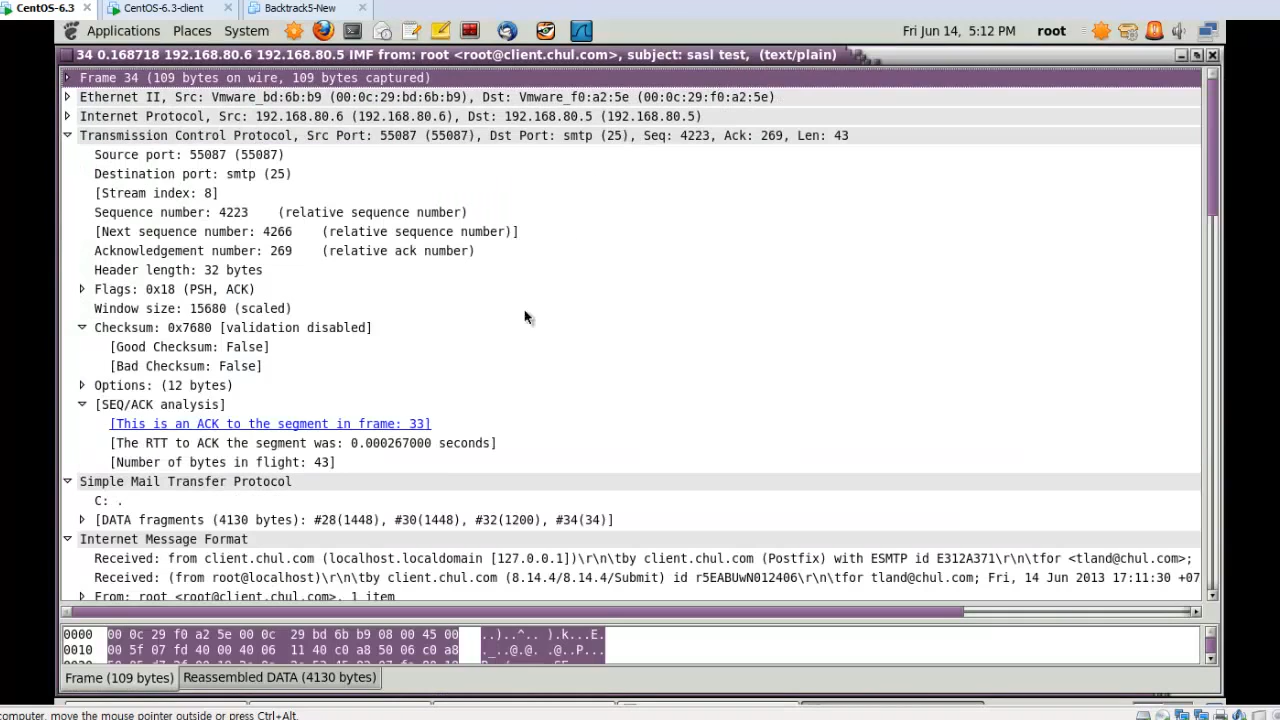 CentOS-6.3 CentOS-6.3-client Backtrack5-New
Applications Places System Fri Jun 14, 5:12 PM root
34 0.168718 192.168.80.6 192.168.80.5 IMF from: root <root@client.chul.com>, subject: sasl test, (text/plain)
Frame 34 (109 bytes on wire, 109 bytes captured)
Ethernet II, Src: Vmware_bd:6b:b9 (00:0c:29:bd:6b:b9), Dst: Vmware_f0:a2:5e (00:0c:29:f0:a2:5e)
Internet Protocol, Src: 192.168.80.6 (192.168.80.6), Dst: 192.168.80.5 (192.168.80.5)
Transmission Control Protocol, Src Port: 55087 (55087), Dst Port: smtp (25), Seq: 4223, Ack: 269, Len: 43
Source port: 55087 (55087)
Destination port: smtp (25)
[Stream index: 8]
Sequence number: 4223 (relative sequence number)
[Next sequence number: 4266 (relative sequence number)]
Acknowledgement number: 269 (relative ack number)
Header length: 32 bytes
Flags: 0x18 (PSH, ACK)
Window size: 15680 (scaled)
Checksum: 0x7680 [validation disabled]
[Good Checksum: False]
[Bad Checksum: False]
Options: (12 bytes)
[SEQ/ACK analysis]
[This is an ACK to the segment in frame: 33]
[The RTT to ACK the segment was: 0.000267000 seconds]
[Number of bytes in flight: 43]
Simple Mail Transfer Protocol
C: .
[DATA fragments (4130 bytes): #28(1448), #30(1448), #32(1200), #34(34)]
Internet Message Format
Received: from client.chul.com (localhost.localdomain [127.0.0.1])\r\n\tby client.chul.com (Postfix) with ESMTP id E312A371\r\n\tfor <tland@chul.com>;
Received: (from root@localhost)\r\n\tby client.chul.com (8.14.4/8.14.4/Submit) id r5EABUwN012406\r\n\tfor tland@chul.com; Fri, 14 Jun 2013 17:11:30 +07
From: root <root@client.chul.com>, 1 item
0000 00 0c 29 f0 a2 5e 00 0c 29 bd 6b b9 08 00 45 00 ..)..^.. ).k...E.
0010 00 5f 07 fd 40 00 40 06 11 40 c0 a8 50 06 c0 a8 ._..@.@. .@..P...
Frame (109 bytes) Reassembled DATA (4130 bytes)
computer, move the mouse pointer outside or press Ctrl+Alt.